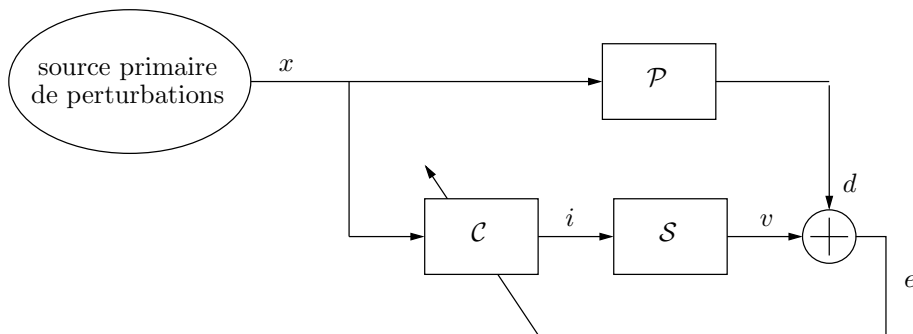 source primaire
de perturbations
x
𝒫
d
𝒞
i
𝒮
v
e